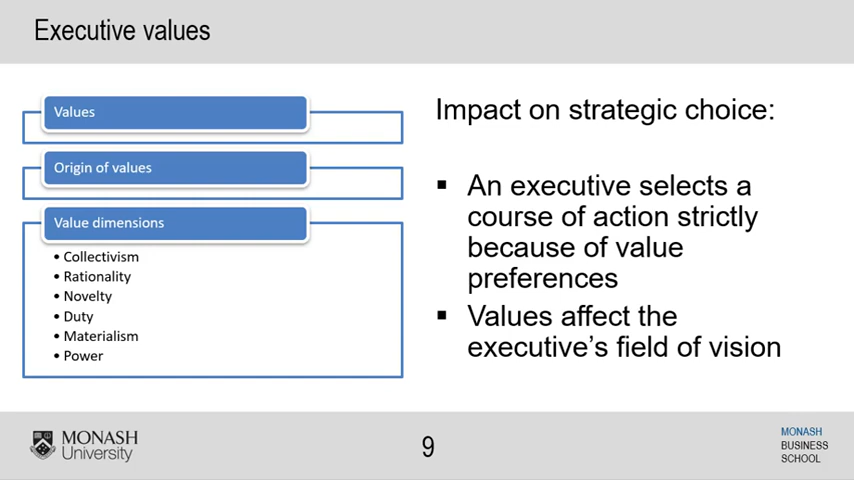 Executive values
Values
Origin of values
Value dimensions
• Collectivism
• Rationality
• Novelty
• Duty
• Materialism
• Power
Impact on strategic choice:
▪ An executive selects a
course of action strictly
because of value
preferences
▪ Values affect the
executive’s field of vision
MONASH
University
9
MONASH
BUSINESS
SCHOOL